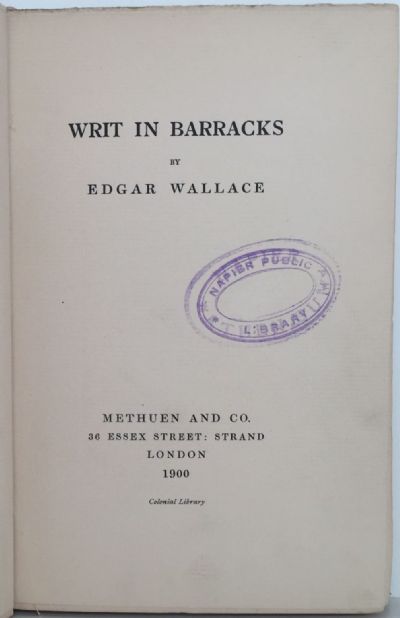 WRIT IN BARRACKS
BY
EDGAR WALLACE
NAPIER PUBLIC
LIBRARY
METHUEN AND CO.
36 ESSEX STREET: STRAND
LONDON
1900
Colonial Library